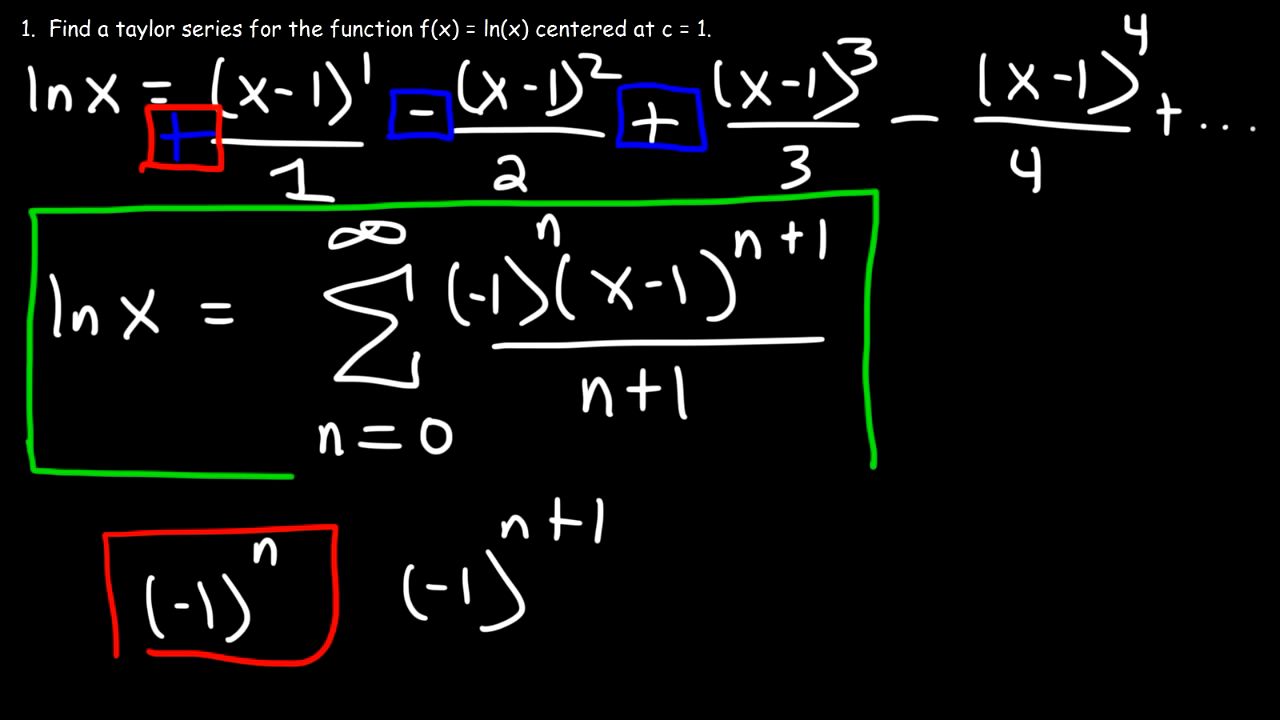 1. Find a taylor series for the function f(x) = ln(x) centered at c = 1.
ln x = + (x-1)^1/1 - (x-1)^2/2 + (x-1)^3/3 - (x-1)^4/4 + ...
ln x = ∑_{n=0}^{∞} (-1)^n (x-1)^{n+1}/(n+1)
(-1)^n (-1)^{n+1}